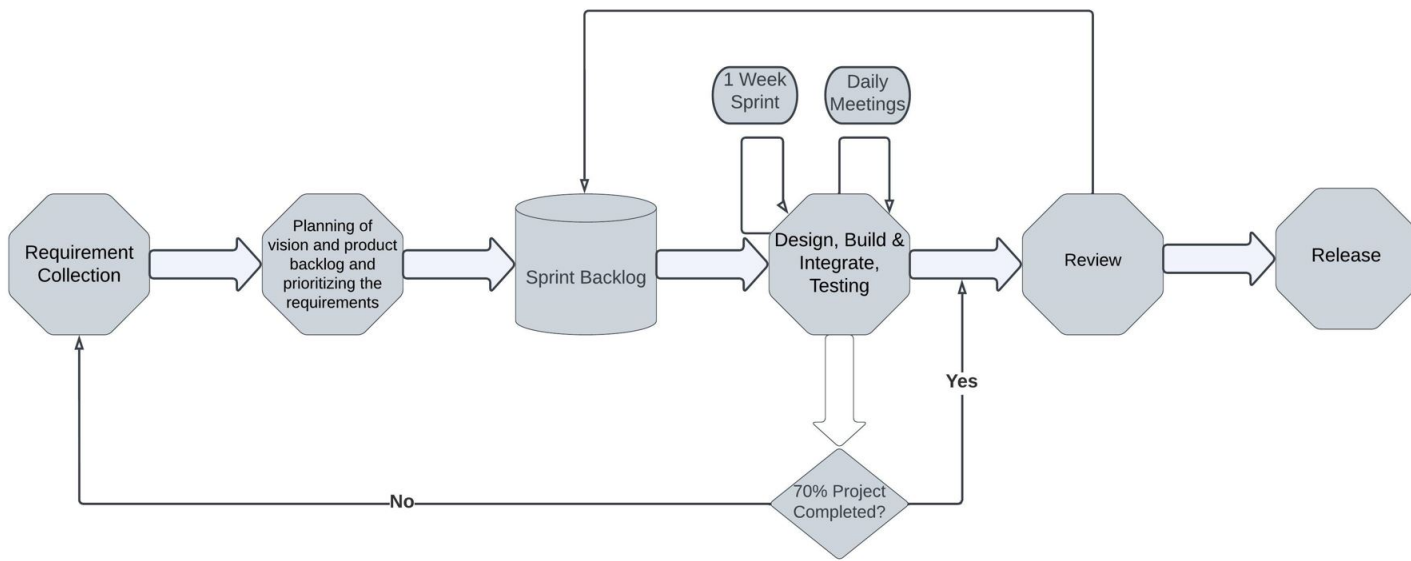 1 Week
Sprint
Daily
Meetings
Requirement
Collection
Planning of
vision and product
backlog and
prioritizing the
requirements
Sprint Backlog
Design, Build &
Integrate,
Testing
Review
Release
Yes
No
70% Project
Completed?